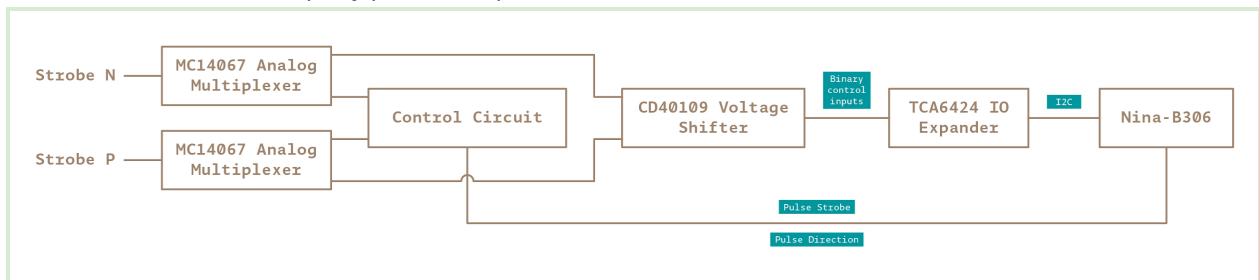 Strobe N
MC14067 Analog
Multiplexer
Strobe P
MC14067 Analog
Multiplexer
Control Circuit
CD40109 Voltage
Shifter
Binary
control
inputs
TCA6424 IO
Expander
I2C
Nina-B306
Pulse Strobe
Pulse Direction